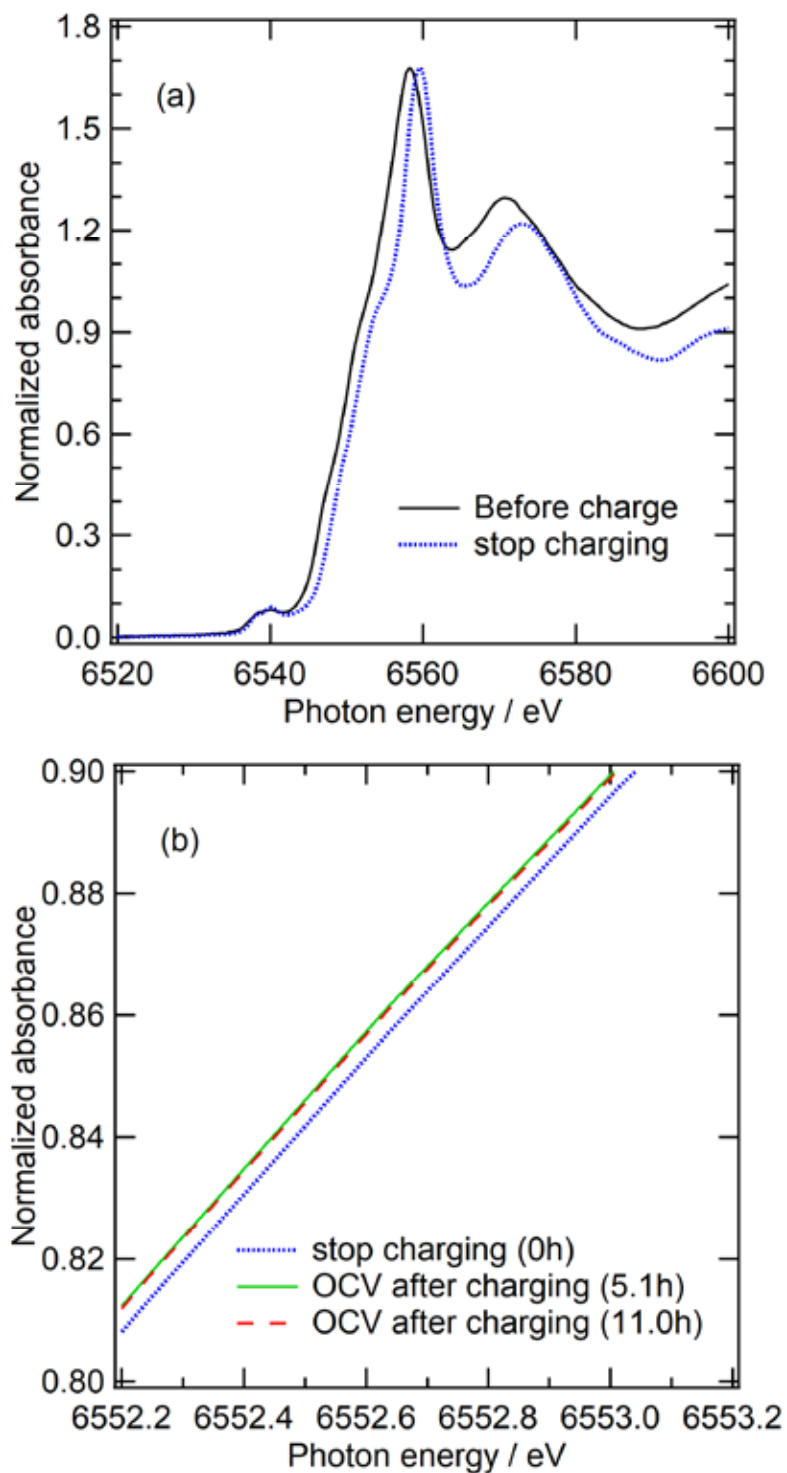 1.8
(a)
1.5
1.2
0.9
0.6
0.3
0.0
Normalized absorbance
Before charge
stop charging
6520 6540 6560 6580 6600
Photon energy / eV
0.90
(b)
0.88
0.86
0.84
0.82
0.80
Normalized absorbance
stop charging (0h)
OCV after charging (5.1h)
OCV after charging (11.0h)
6552.2 6552.4 6552.6 6552.8 6553.0 6553.2
Photon energy / eV